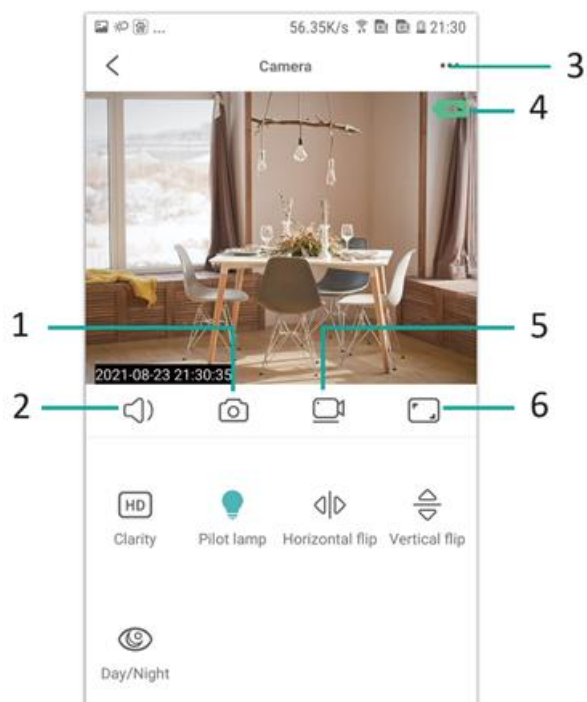 ... 56.35K/s 21:30
Camera 3
4
1 5
2021-08-23 21:30:35
2 6
HD
Clarity Pilot lamp Horizontal flip Vertical flip
Day/Night